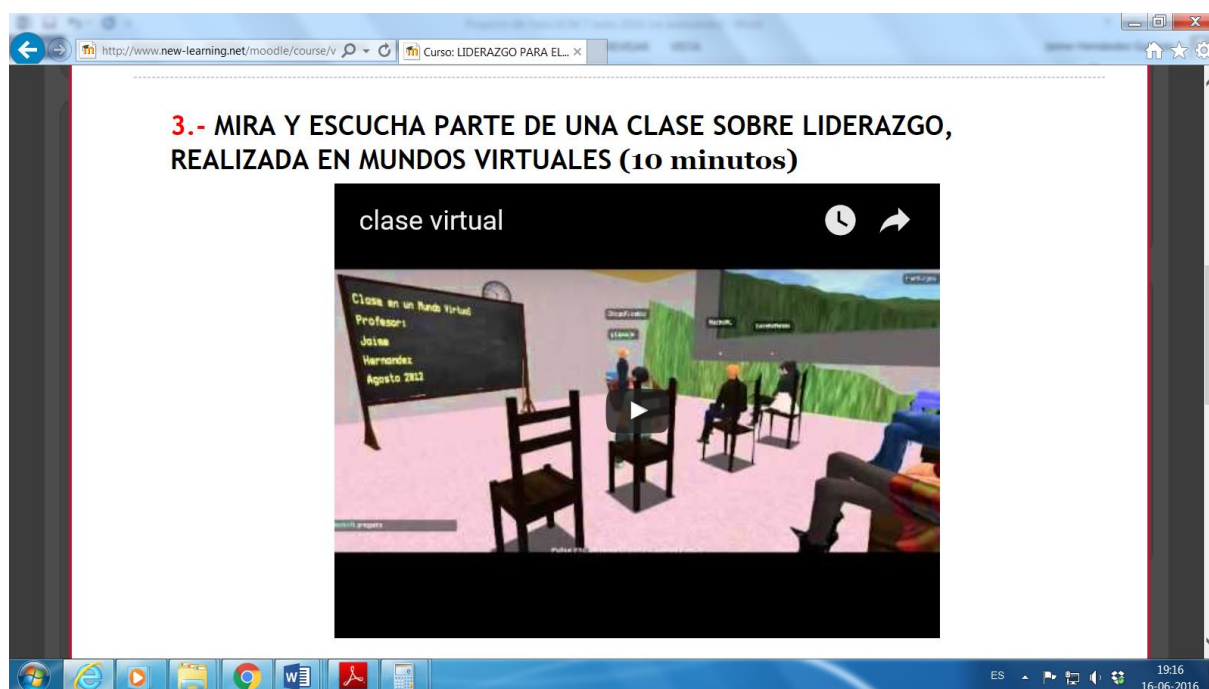 http://www.new-learning.net/moodle/course/v
Curso: LIDERAZGO PARA EL...
VISTA
3.- MIRA Y ESCUCHA PARTE DE UNA CLASE SOBRE LIDERAZGO,
REALIZADA EN MUNDOS VIRTUALES (10 minutos)
clase virtual
Clase en un Mundo Virtual
Profesor:
Jaime
Hernandez
Agosto 2012
ES
19:16
16-06-2016